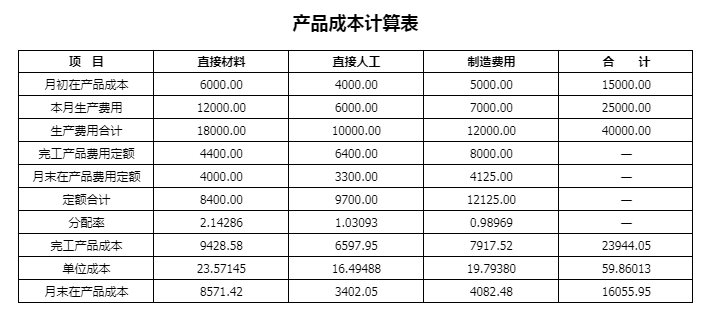 产品成本计算表
项 目 直接材料 直接人工 制造费用 合 计
月初在产品成本 6000.00 4000.00 5000.00 15000.00
本月生产费用 12000.00 6000.00 7000.00 25000.00
生产费用合计 18000.00 10000.00 12000.00 40000.00
完工产品费用定额 4400.00 6400.00 8000.00 —
月末在产品费用定额 4000.00 3300.00 4125.00 —
定额合计 8400.00 9700.00 12125.00 —
分配率 2.14286 1.03093 0.98969 —
完工产品成本 9428.58 6597.95 7917.52 23944.05
单位成本 23.57145 16.49488 19.79380 59.86013
月末在产品成本 8571.42 3402.05 4082.48 16055.95